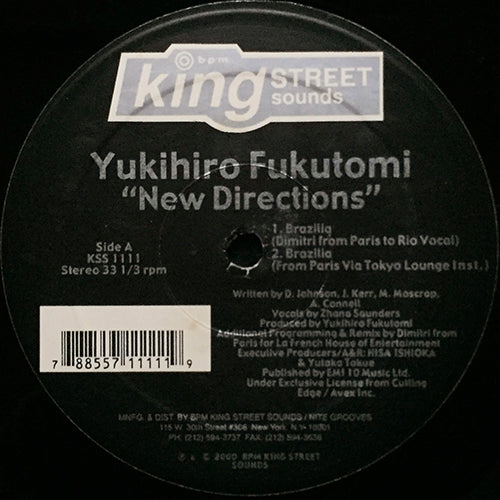 bpm
king STREET
sounds
Yukihiro Fukutomi
"New Directions"
1. Brazilia
(Dimitri from Paris to Rio Vocal)
2. Brazilia
(From Paris Via Tokyo Lounge Inst.)
Side A
KSS 1111
Stereo 33 1/3 rpm
Written by D. Johnson, J. Kerr, M. Moscrop,
A. Connell
Vocals by Zhana Saunders
Produced by Yukihiro Fukutomi
Additional Programming & Remix by Dimitri from
Paris for La french House of Entertainment
Executive Producers/A&R: HISA ISHIOKA
& Yutaka Takue
Published by EMI 10 Music Ltd.
Under Exclusive License from Cutting
Edge / Avex Inc.
7 88557 11111 9
MNFG. & DIST. BY BPM KING STREET SOUNDS / NITE GROOVES
115 W. 30th Street #306 New York, N.Y. 10001
PH. (212) 594-3737 FAX. (212) 594-3636
℗ & © 2000 BPM KING STREET
SOUNDS